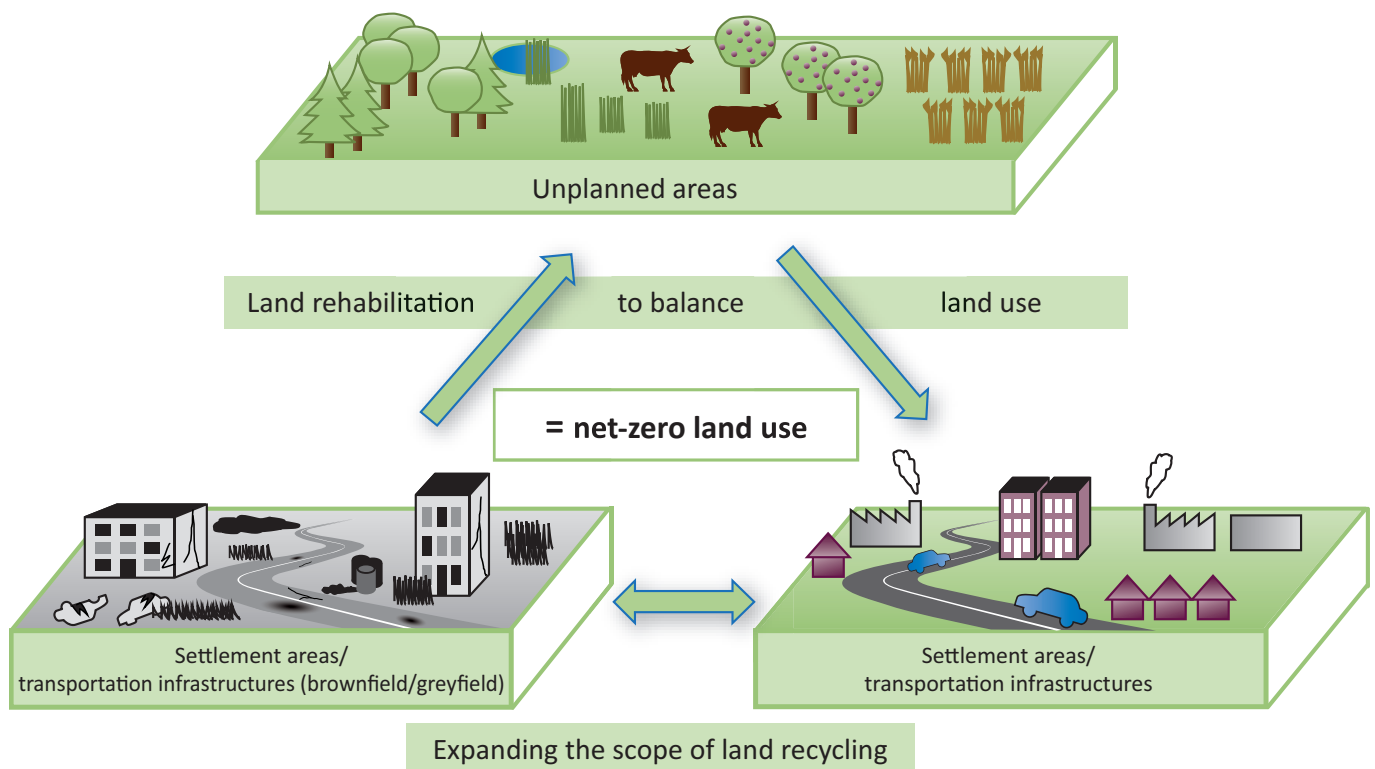 Unplanned areas
Land rehabilitation to balance land use
= net-zero land use
Settlement areas/
transportation infrastructures (brownfield/greyfield)
Settlement areas/
transportation infrastructures
Expanding the scope of land recycling